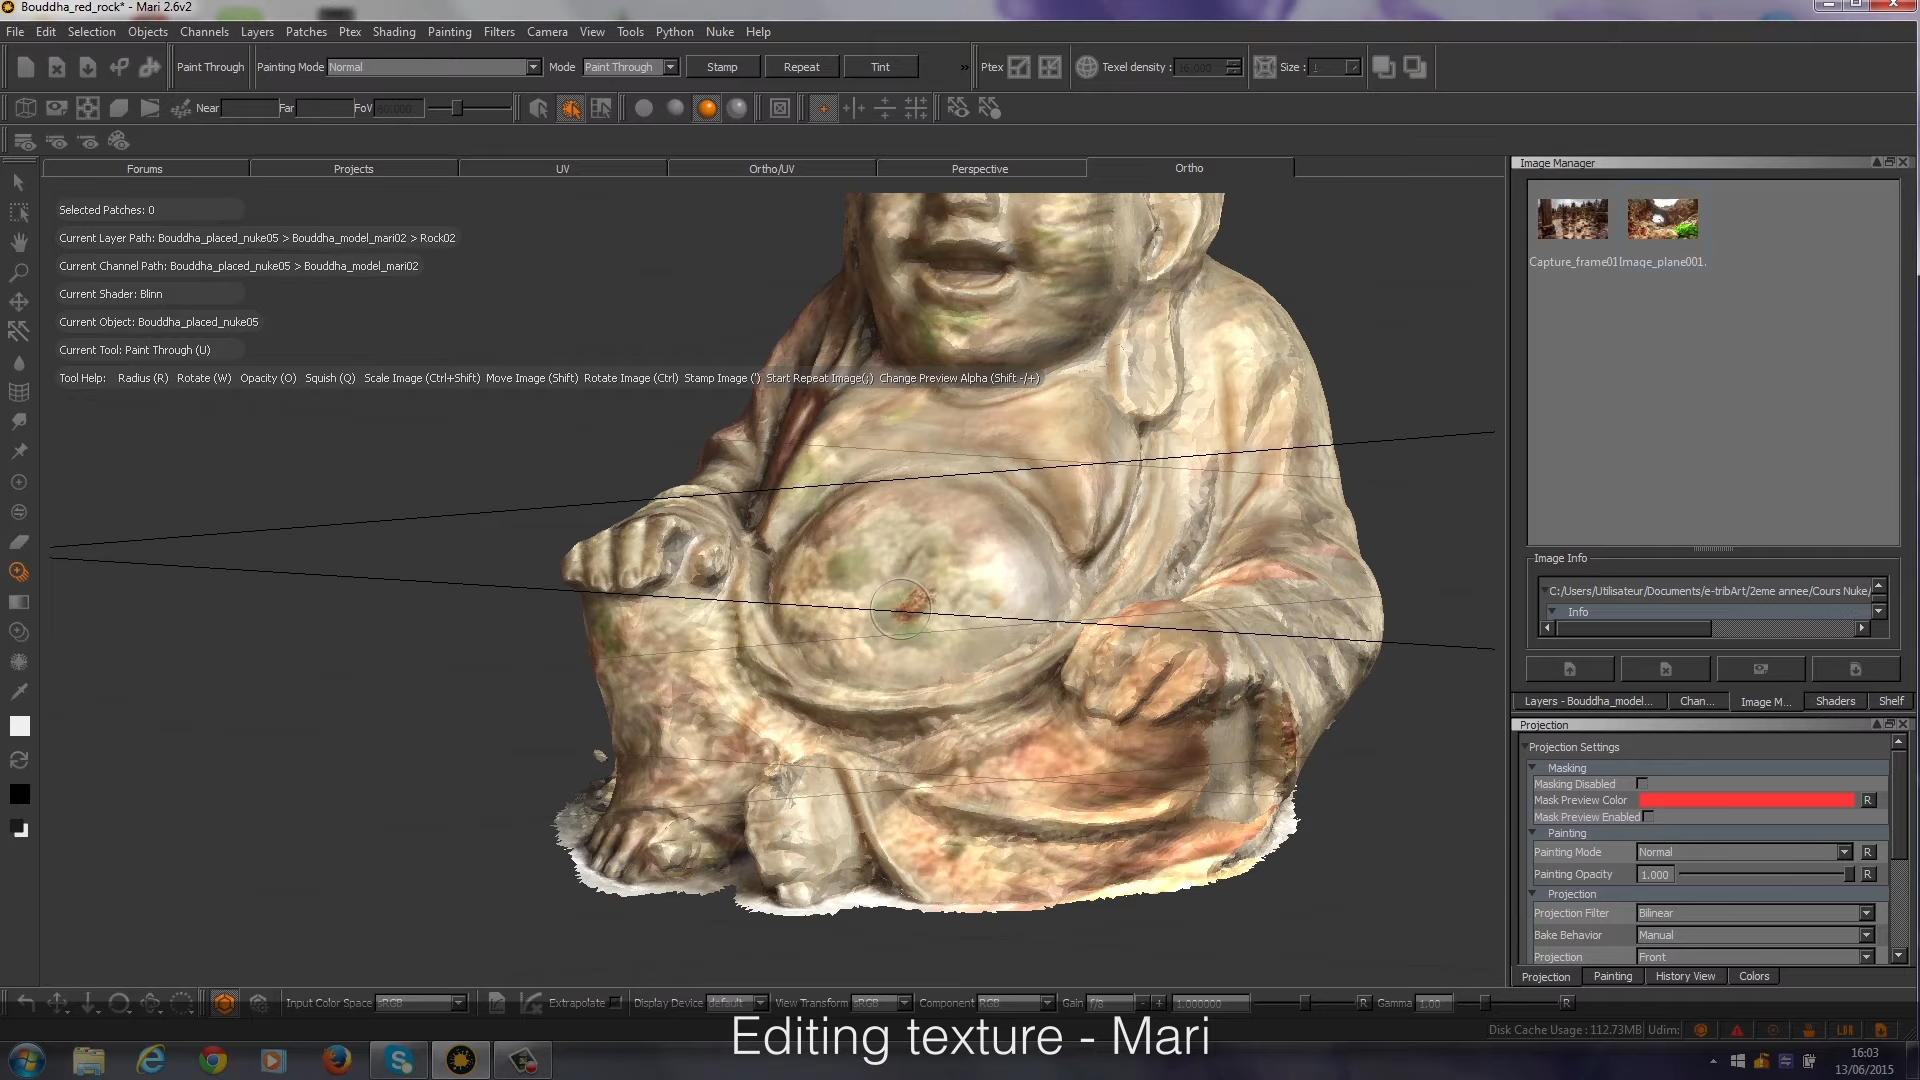 Bouddha_red_rock* - Mari 2.6v2
File Edit Selection Objects Channels Layers Patches Ptex Shading Painting Filters Camera View Tools Python Nuke Help
Paint Through Painting Mode Normal Mode Paint Through Stamp Repeat Tint » Ptex Texel density : 16.000 Size : 1
Near Far FoV
Forums Projects UV Ortho/UV Perspective Ortho
Selected Patches: 0
Current Layer Path: Bouddha_placed_nuke05 > Bouddha_model_mari02 > Rock02
Current Channel Path: Bouddha_placed_nuke05 > Bouddha_model_mari02
Current Shader: Blinn
Current Object: Bouddha_placed_nuke05
Current Tool: Paint Through (U)
Tool Help: Radius (R) Rotate (W) Opacity (O) Squish (Q) Scale Image (Ctrl+Shift) Move Image (Shift) Rotate Image (Ctrl) Stamp Image (') Start Repeat Image(;) Change Preview Alpha (Shift -/+)
Image Manager
Capture_frame01 Image_plane001.
Image Info
C:/Users/Utilisateur/Documents/e-tribArt/2eme annee/Cours Nuke/
Info
Layers - Bouddha_model... Chan... Image M... Shaders Shelf
Projection
Projection Settings
Masking
Masking Disabled
Mask Preview Color R
Mask Preview Enabled
Painting
Painting Mode Normal R
Painting Opacity 1.000 R
Projection
Projection Filter Bilinear
Bake Behavior Manual
Projection Front
Projection Painting History View Colors
Input Color Space sRGB Extrapolate Display Device default View Transform sRGB Component RGB Gain f/8 - + 1.000000 R Gamma 1.00 R
Disk Cache Usage : 112.73MB Udim:
Editing texture - Mari
16:03
13/06/2015